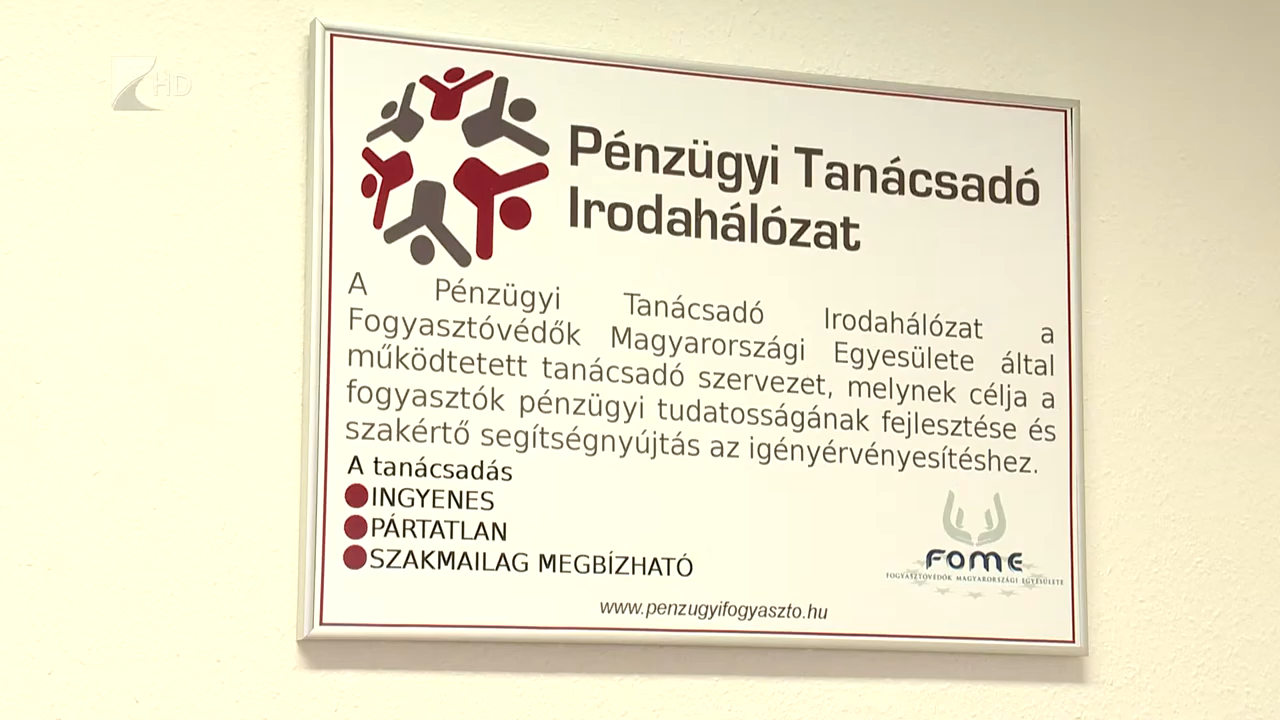 HD
Pénzügyi Tanácsadó
Irodahálózat
A Pénzügyi Tanácsadó Irodahálózat a
Fogyasztóvédők Magyarországi Egyesülete által
működtetett tanácsadó szervezet, melynek célja a
fogyasztók pénzügyi tudatosságának fejlesztése és
szakértő segítségnyújtás az igényérvényesítéshez.
A tanácsadás
INGYENES
PÁRTATLAN
SZAKMAILAG MEGBÍZHATÓ
FOME
FOGYASZTÓVÉDŐK MAGYARORSZÁGI EGYESÜLETE
www.penzugyifogyaszto.hu